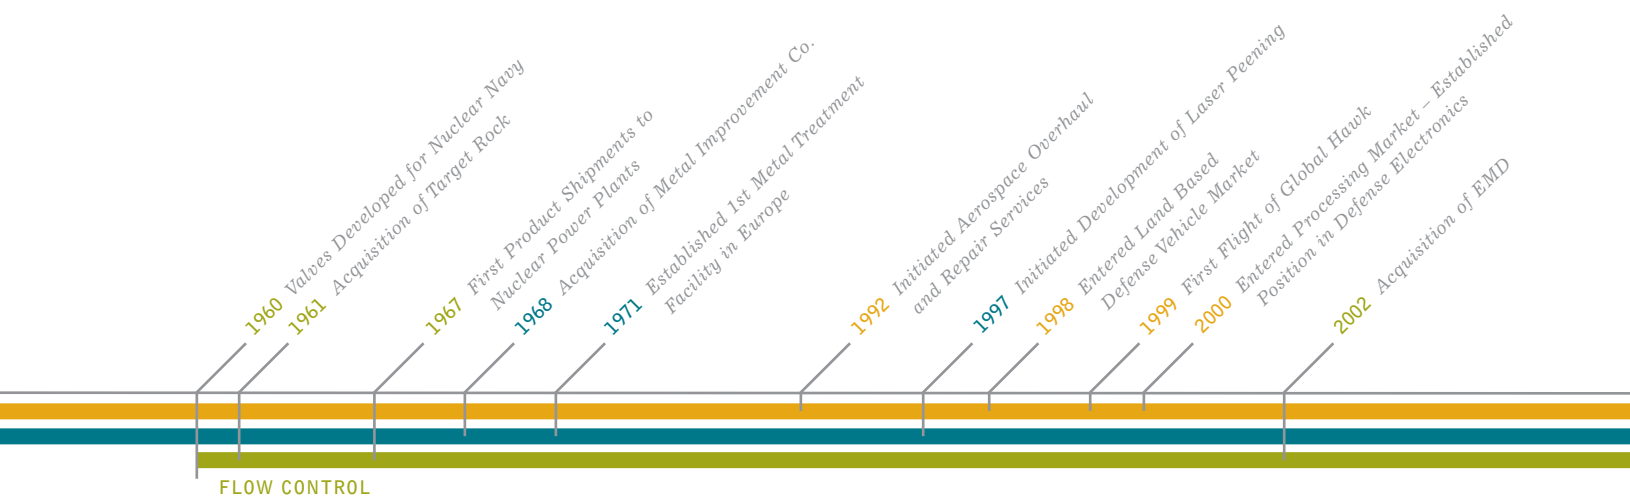 1960 Valves Developed for Nuclear Navy
1961 Acquisition of Target Rock
1967 First Product Shipments to
Nuclear Power Plants
1968 Acquisition of Metal Improvement Co.
1971 Established 1st Metal Treatment
Facility in Europe
1992 Initiated Aerospace Overhaul
and Repair Services
1997 Initiated Development of Laser Peening
1998 Entered Land Based
Defense Vehicle Market
1999 First Flight of Global Hawk
2000 Entered Processing Market – Established
Position in Defense Electronics
2002 Acquisition of EMD
FLOW CONTROL